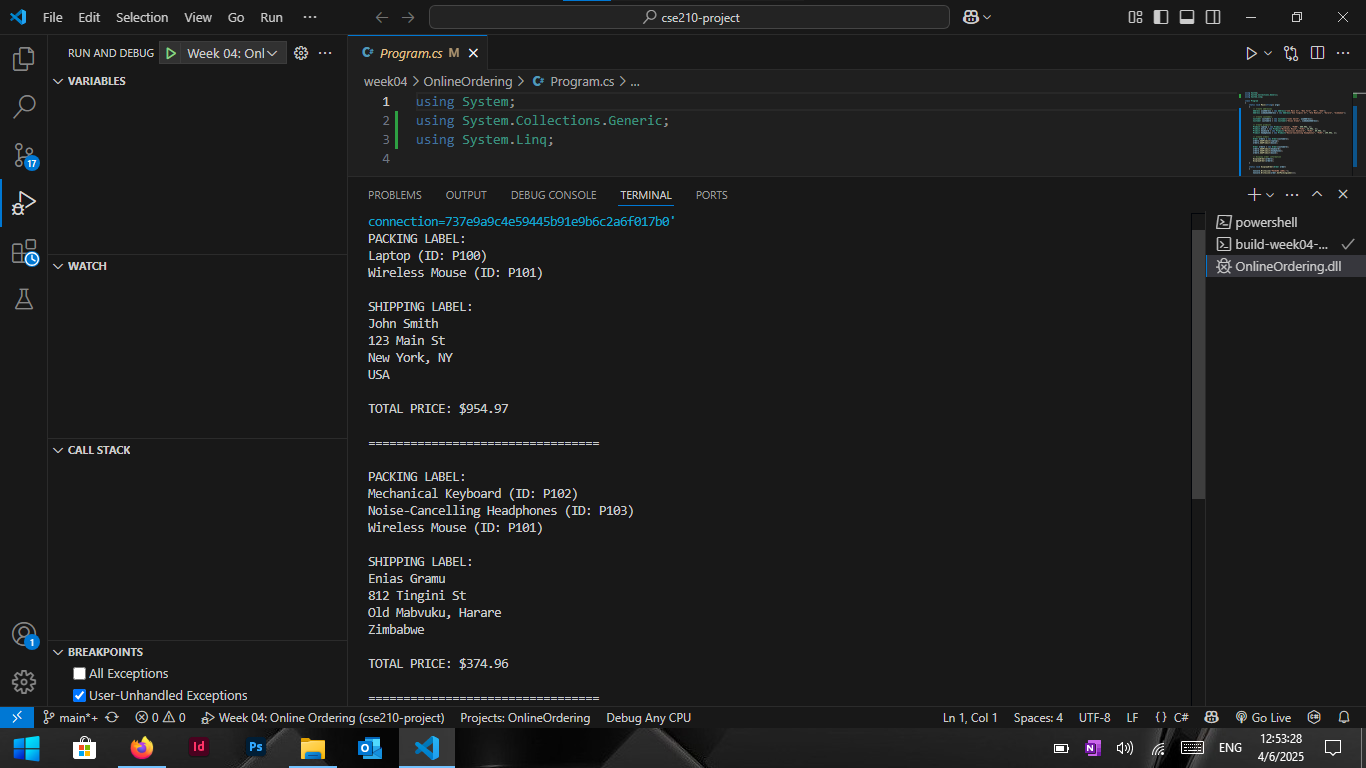 File Edit Selection View Go Run ···
cse210-project
RUN AND DEBUG Week 04: Onl
Program.cs M
VARIABLES
week04 > OnlineOrdering > Program.cs > ...
1 using System;
2 using System.Collections.Generic;
3 using System.Linq;
4
PROBLEMS OUTPUT DEBUG CONSOLE TERMINAL PORTS
connection=737e9a9c4e59445b91e9b6c2a6f017b0'
PACKING LABEL:
Laptop (ID: P100)
Wireless Mouse (ID: P101)
SHIPPING LABEL:
John Smith
123 Main St
New York, NY
USA
TOTAL PRICE: $954.97
=================================
PACKING LABEL:
Mechanical Keyboard (ID: P102)
Noise-Cancelling Headphones (ID: P103)
Wireless Mouse (ID: P101)
SHIPPING LABEL:
Enias Gramu
812 Tingini St
Old Mabvuku, Harare
Zimbabwe
TOTAL PRICE: $374.96
=================================
powershell
build-week04-...
OnlineOrdering.dll
17
WATCH
CALL STACK
BREAKPOINTS
All Exceptions
User-Unhandled Exceptions
1
main*+ 0 0 Week 04: Online Ordering (cse210-project) Projects: OnlineOrdering Debug Any CPU
Ln 1, Col 1 Spaces: 4 UTF-8 LF {} C# Go Live
Id Ps
ENG
12:53:28
4/6/2025